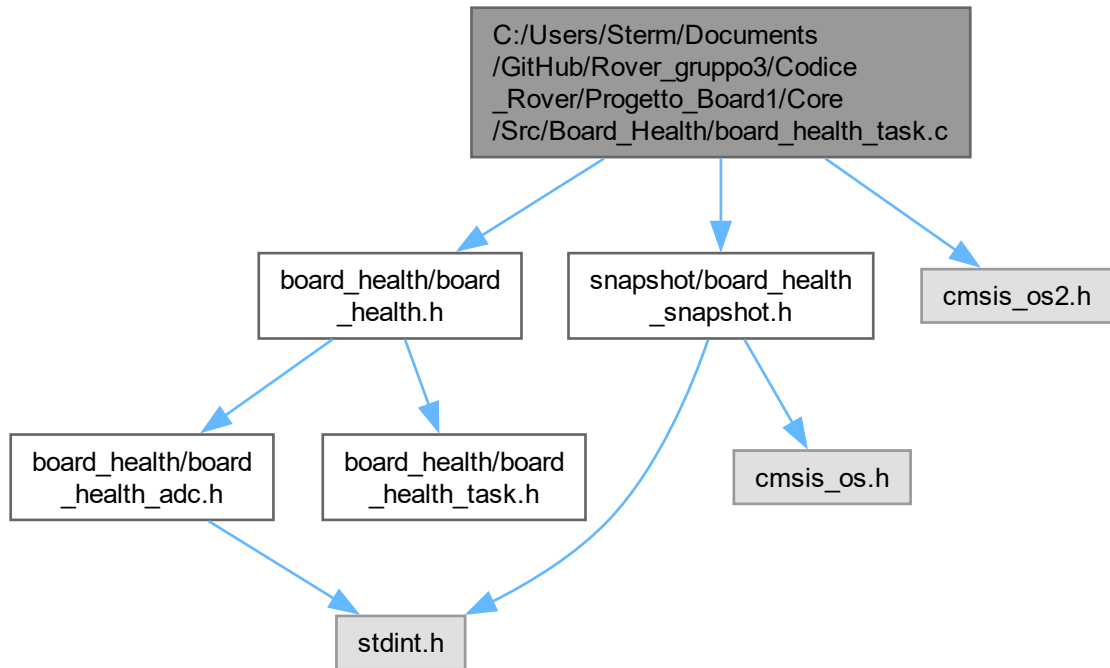 C:/Users/Sterm/Documents
/GitHub/Rover_gruppo3/Codice
_Rover/Progetto_Board1/Core
/Src/Board_Health/board_health_task.c
board_health/board
_health.h
snapshot/board_health
_snapshot.h
cmsis_os2.h
board_health/board
_health_adc.h
board_health/board
_health_task.h
cmsis_os.h
stdint.h